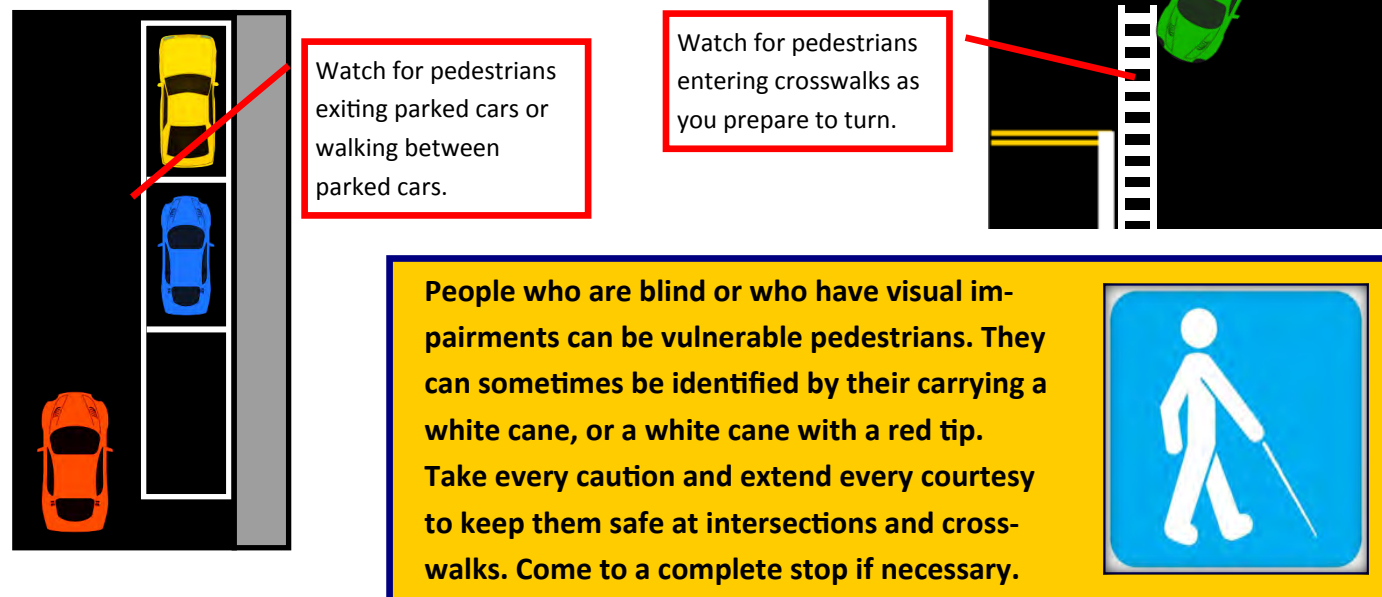 Watch for pedestrians
exiting parked cars or
walking between
parked cars.
Watch for pedestrians
entering crosswalks as
you prepare to turn.
People who are blind or who have visual im-
pairments can be vulnerable pedestrians. They
can sometimes be identified by their carrying a
white cane, or a white cane with a red tip.
Take every caution and extend every courtesy
to keep them safe at intersections and cross-
walks. Come to a complete stop if necessary.